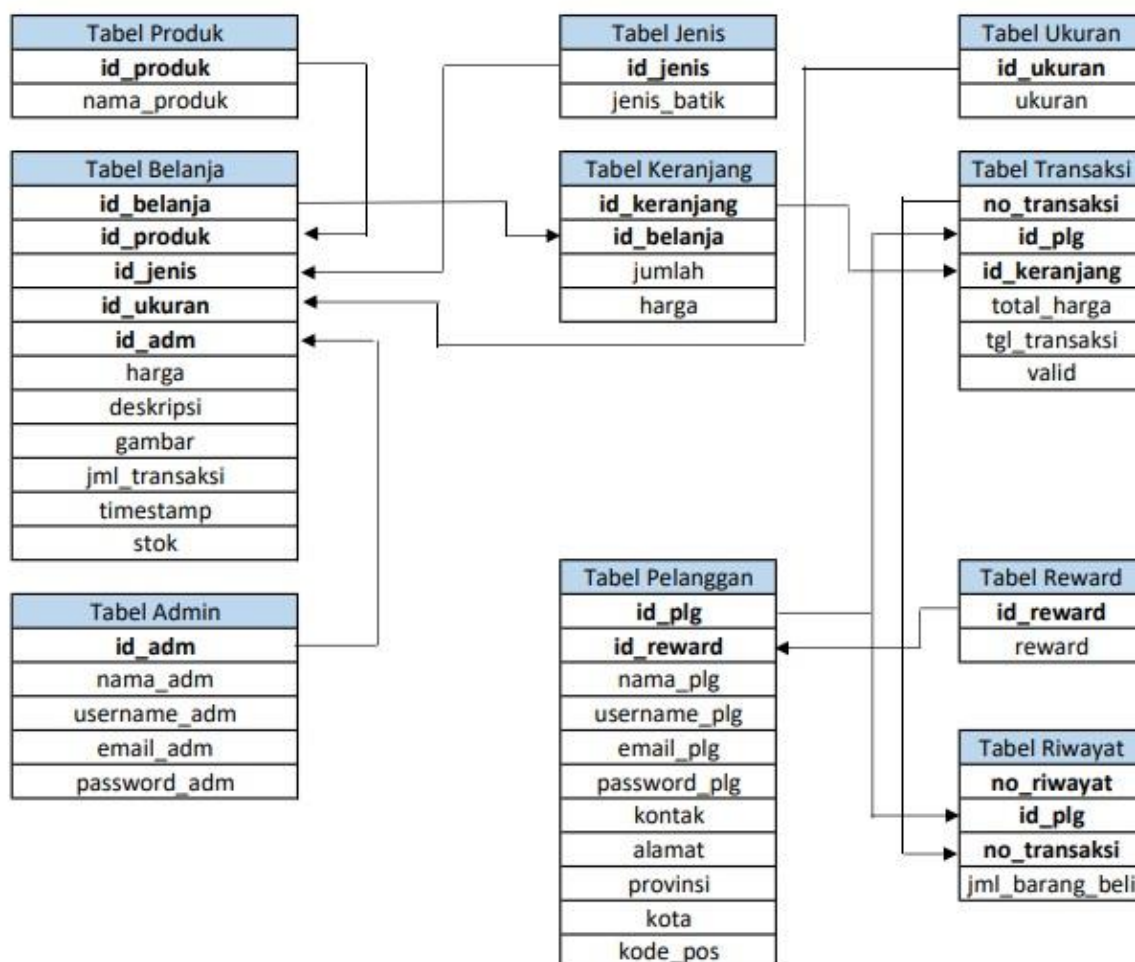 Tabel Produk
id_produk
nama_produk
Tabel Jenis
id_jenis
jenis_batik
Tabel Ukuran
id_ukuran
ukuran
Tabel Belanja
id_belanja
id_produk
id_jenis
id_ukuran
id_adm
harga
deskripsi
gambar
jml_transaksi
timestamp
stok
Tabel Keranjang
id_keranjang
id_belanja
jumlah
harga
Tabel Transaksi
no_transaksi
id_plg
id_keranjang
total_harga
tgl_transaksi
valid
Tabel Admin
id_adm
nama_adm
username_adm
email_adm
password_adm
Tabel Pelanggan
id_plg
id_reward
nama_plg
username_plg
email_plg
password_plg
kontak
alamat
provinsi
kota
kode_pos
Tabel Reward
id_reward
reward
Tabel Riwayat
no_riwayat
id_plg
no_transaksi
jml_barang_beli